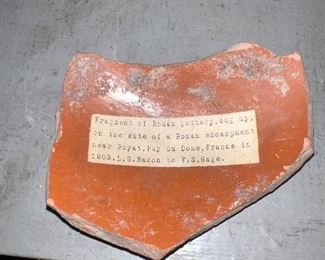 Fragment of Roman pottery,dug up,
on the site of a Roman encampment
near Royat,Puy du Dome,France in
1903.L.G.Mason to F.S.Gage.